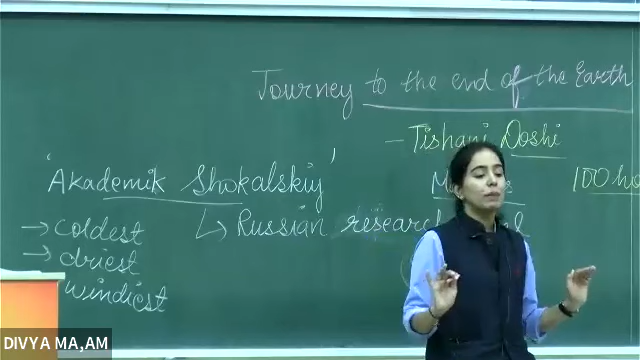 Journey to the end of the Earth
- Tishani Doshi
'Akademik Shokalskiy'
100 ho
↳ Russian research
→ coldest
→ driest
windiest
DIVYA MA,AM